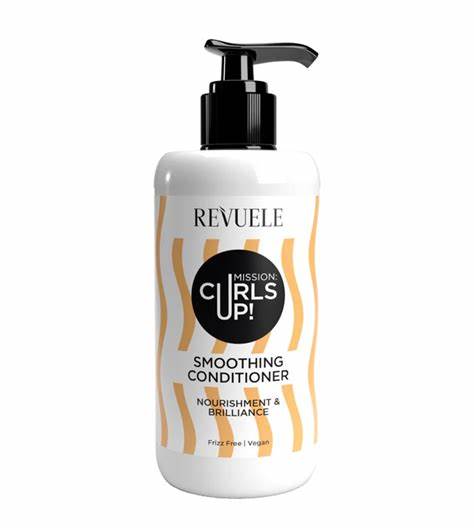 REVUELE
MISSION:
CURLS
UP!
SMOOTHING
CONDITIONER
NOURISHMENT &
BRILLIANCE
Frizz Free | Vegan